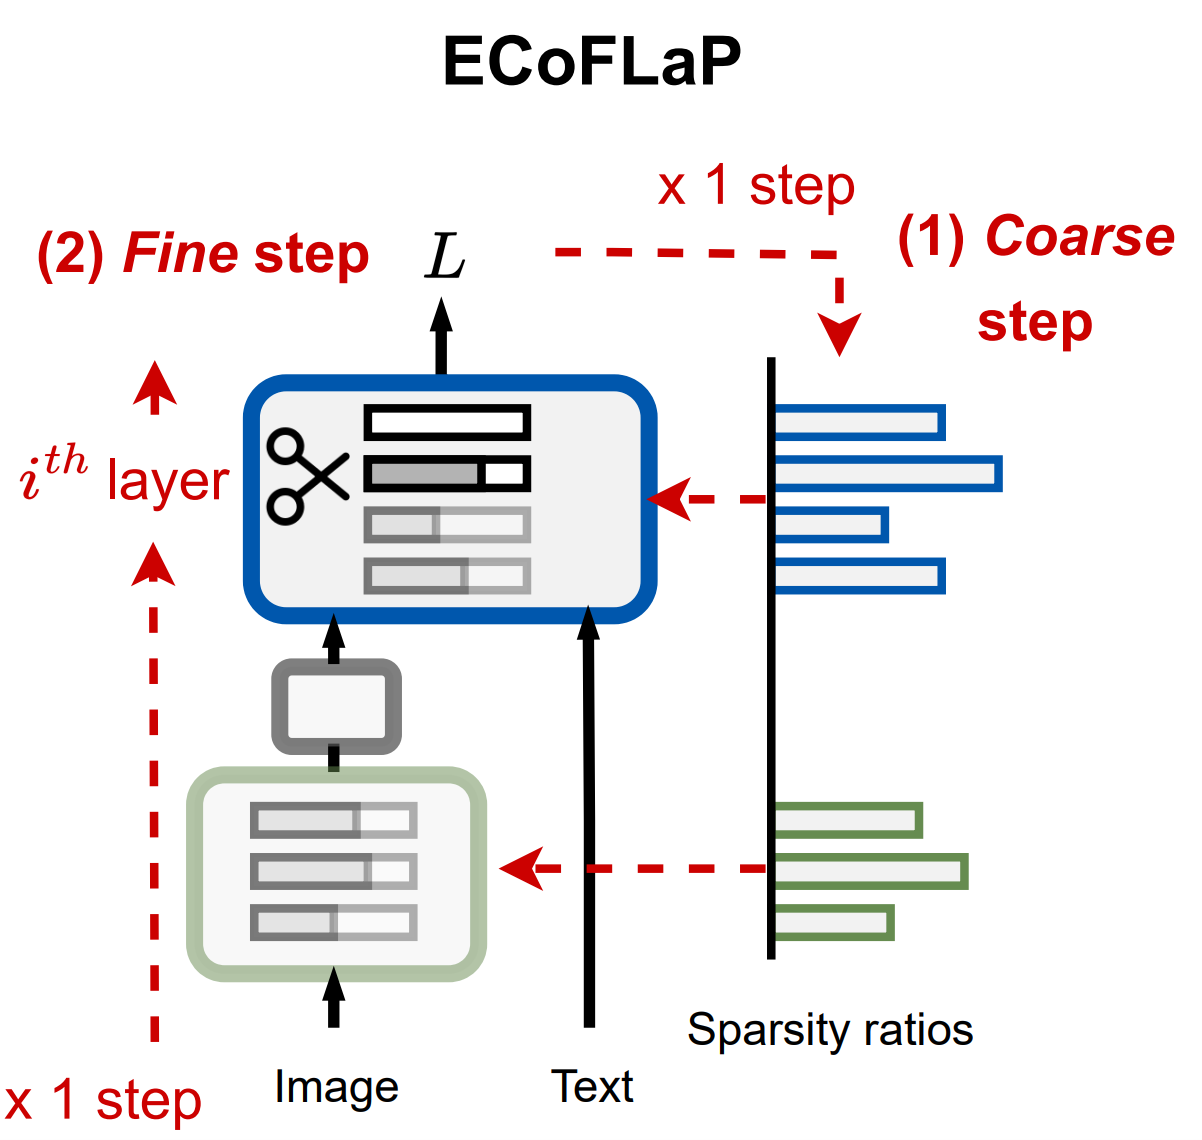 ECoFLaP
x 1 step
(1) Coarse
step
(2) Fine step
L
i^{th} layer
Sparsity ratios
Image
Text
x 1 step